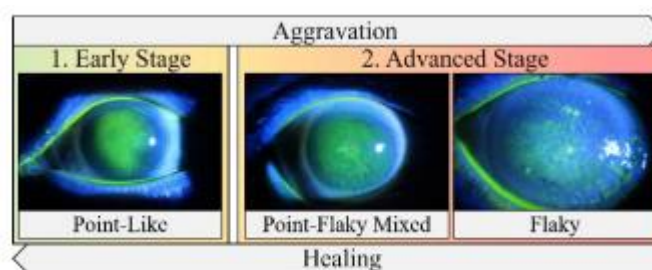 Aggravation
1. Early Stage
2. Advanced Stage
Point-Like
Point-Flaky Mixed
Flaky
Healing